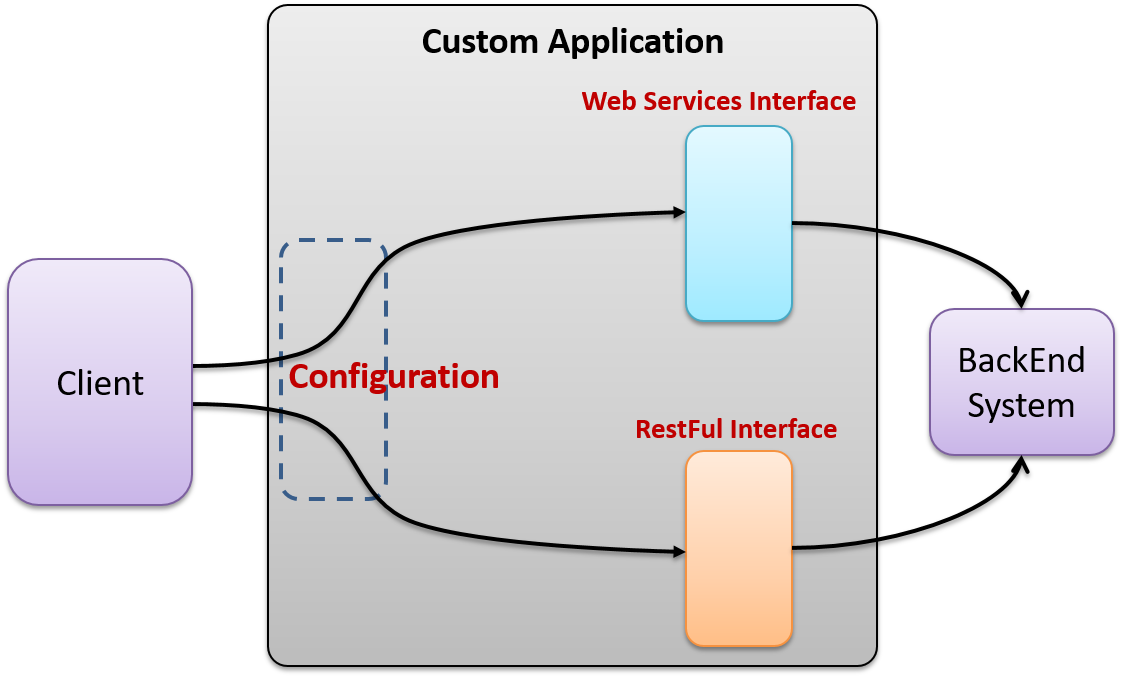 Custom Application
Web Services Interface
Client
Configuration
BackEnd
System
RestFul Interface